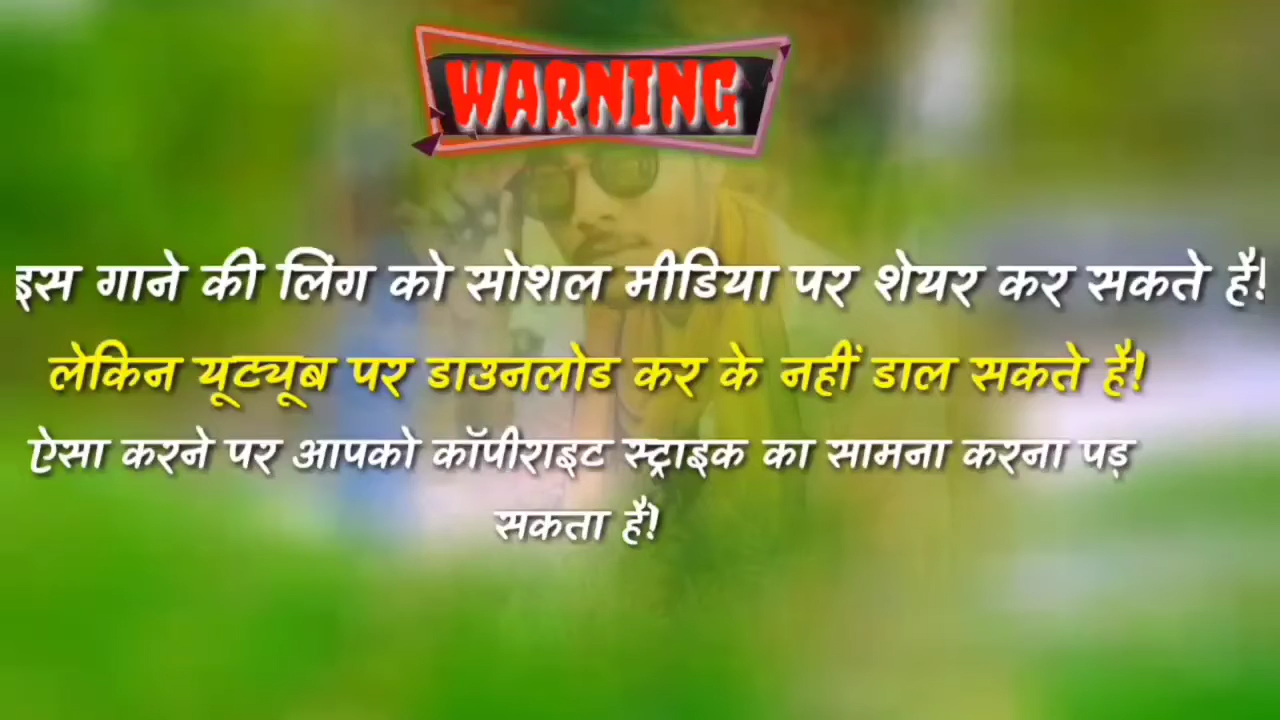 WARNING
इस गाने की लिंग को सोशल मीडिया पर शेयर कर सकते है!
लेकिन यूट्यूब पर डाउनलोड कर के नहीं डाल सकते है!
ऐसा करने पर आपको कॉपीराइट स्ट्राइक का सामना करना पड़
सकता है!